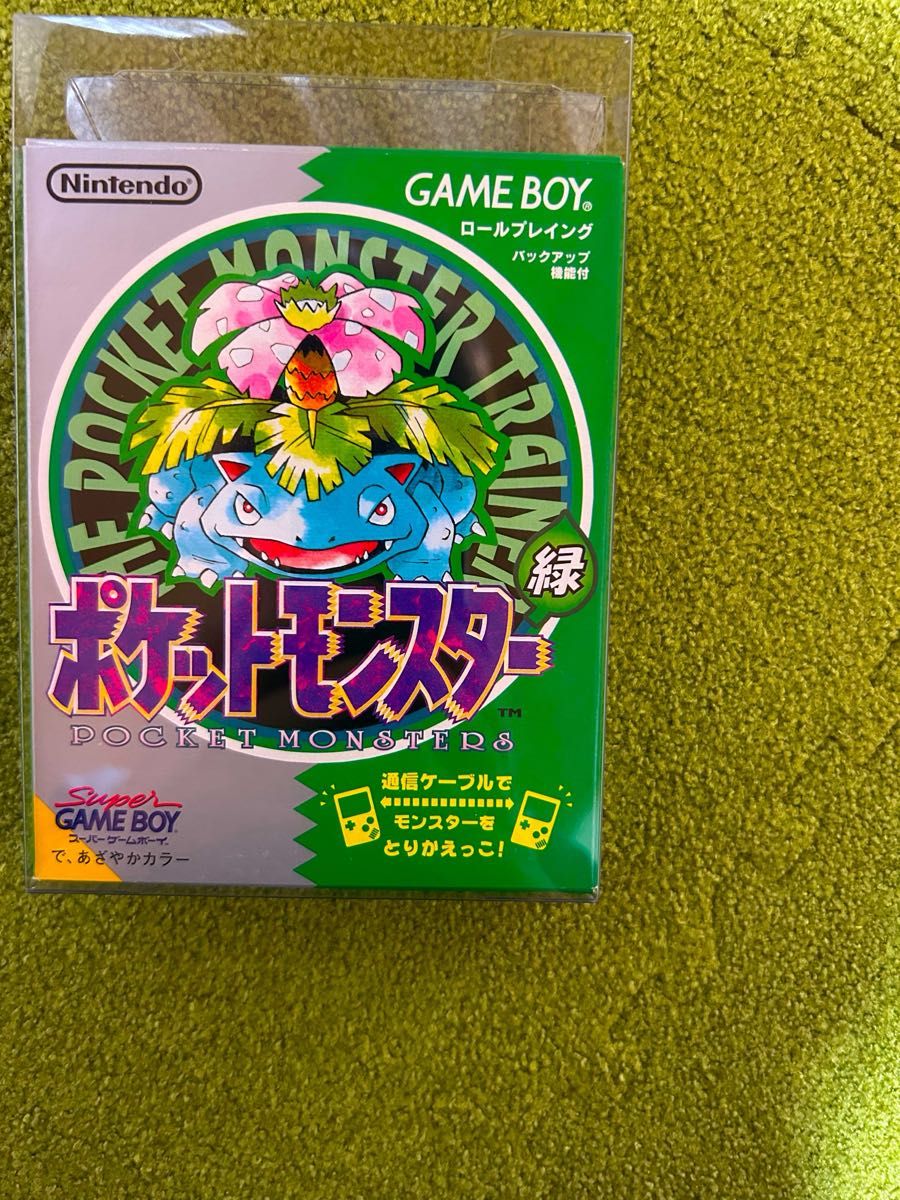 Nintendo®
GAME BOY®
ロールプレイング
バックアップ
機能付
POCKET MONSTER
緑
ポケットモンスター
TM
POCKET MONSTERS
Super
GAME BOY
スーパーゲームボーイ
で、あざやかカラー
通信ケーブルで
モンスターを
とりかえっこ!